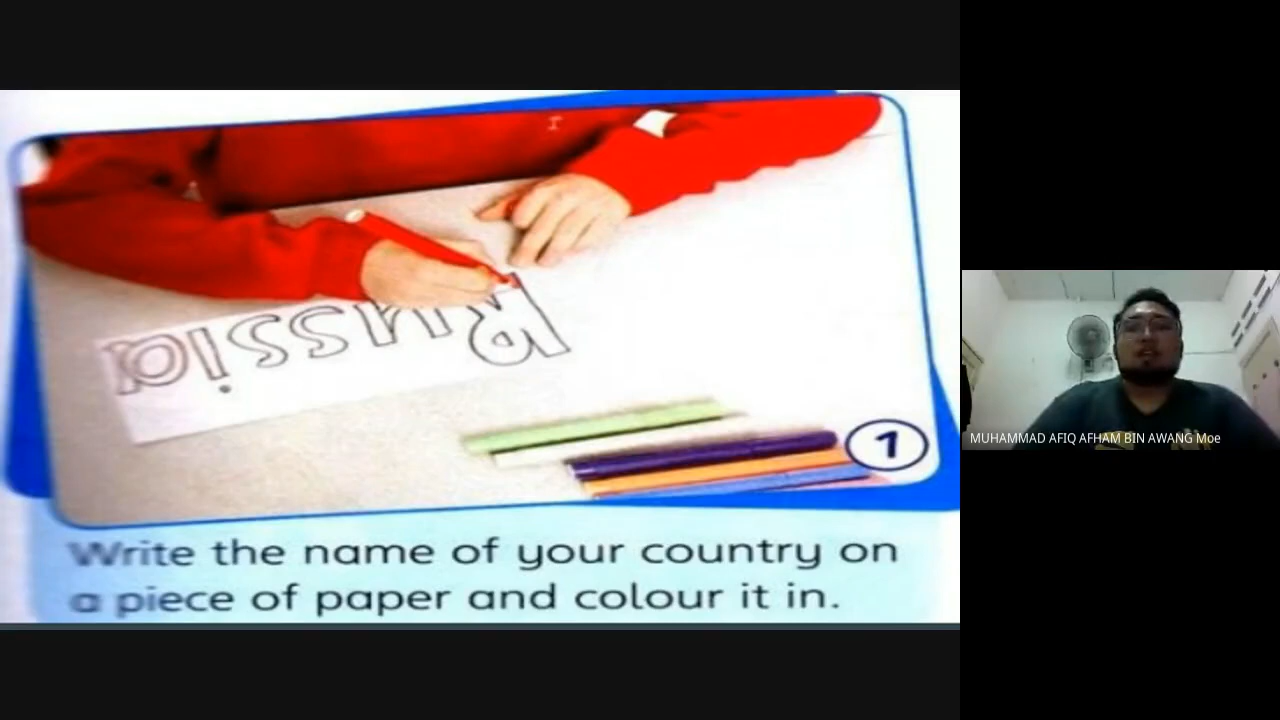 Russia
1
Write the name of your country on
a piece of paper and colour it in.
MUHAMMAD AFIQ AFHAM BIN AWANG Moe